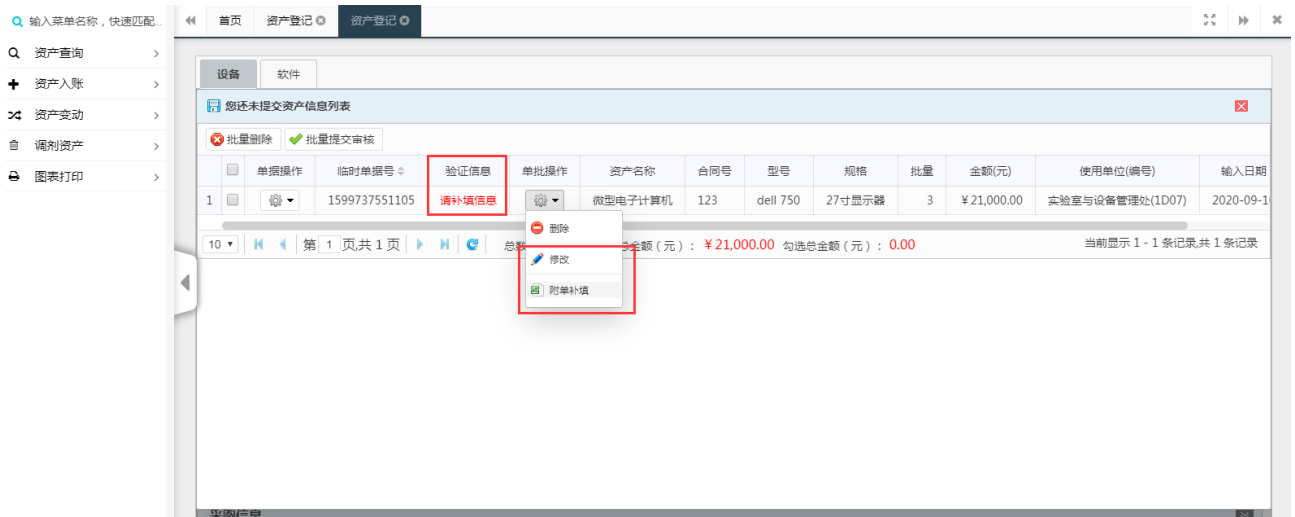 输入菜单名称，快速匹配...
首页 资产登记 资产登记
资产查询
资产入账
资产变动
调剂资产
图表打印
设备 软件
您还未提交资产信息列表
批量删除 批量提交审核
单据操作 临时单据号 验证信息 单批操作 资产名称 合同号 型号 规格 批量 金额(元) 使用单位(编号) 输入日期
1 1599737551105 请补填信息 微型电子计算机 123 dell 750 27寸显示器 3 ￥21,000.00 实验室与设备管理处(1D07) 2020-09-1
删除
10 第 1 页,共 1 页 总金额（元）：￥21,000.00 勾选总金额（元）：0.00 当前显示 1 - 1 条记录,共 1 条记录
修改
附单补填
采购信息